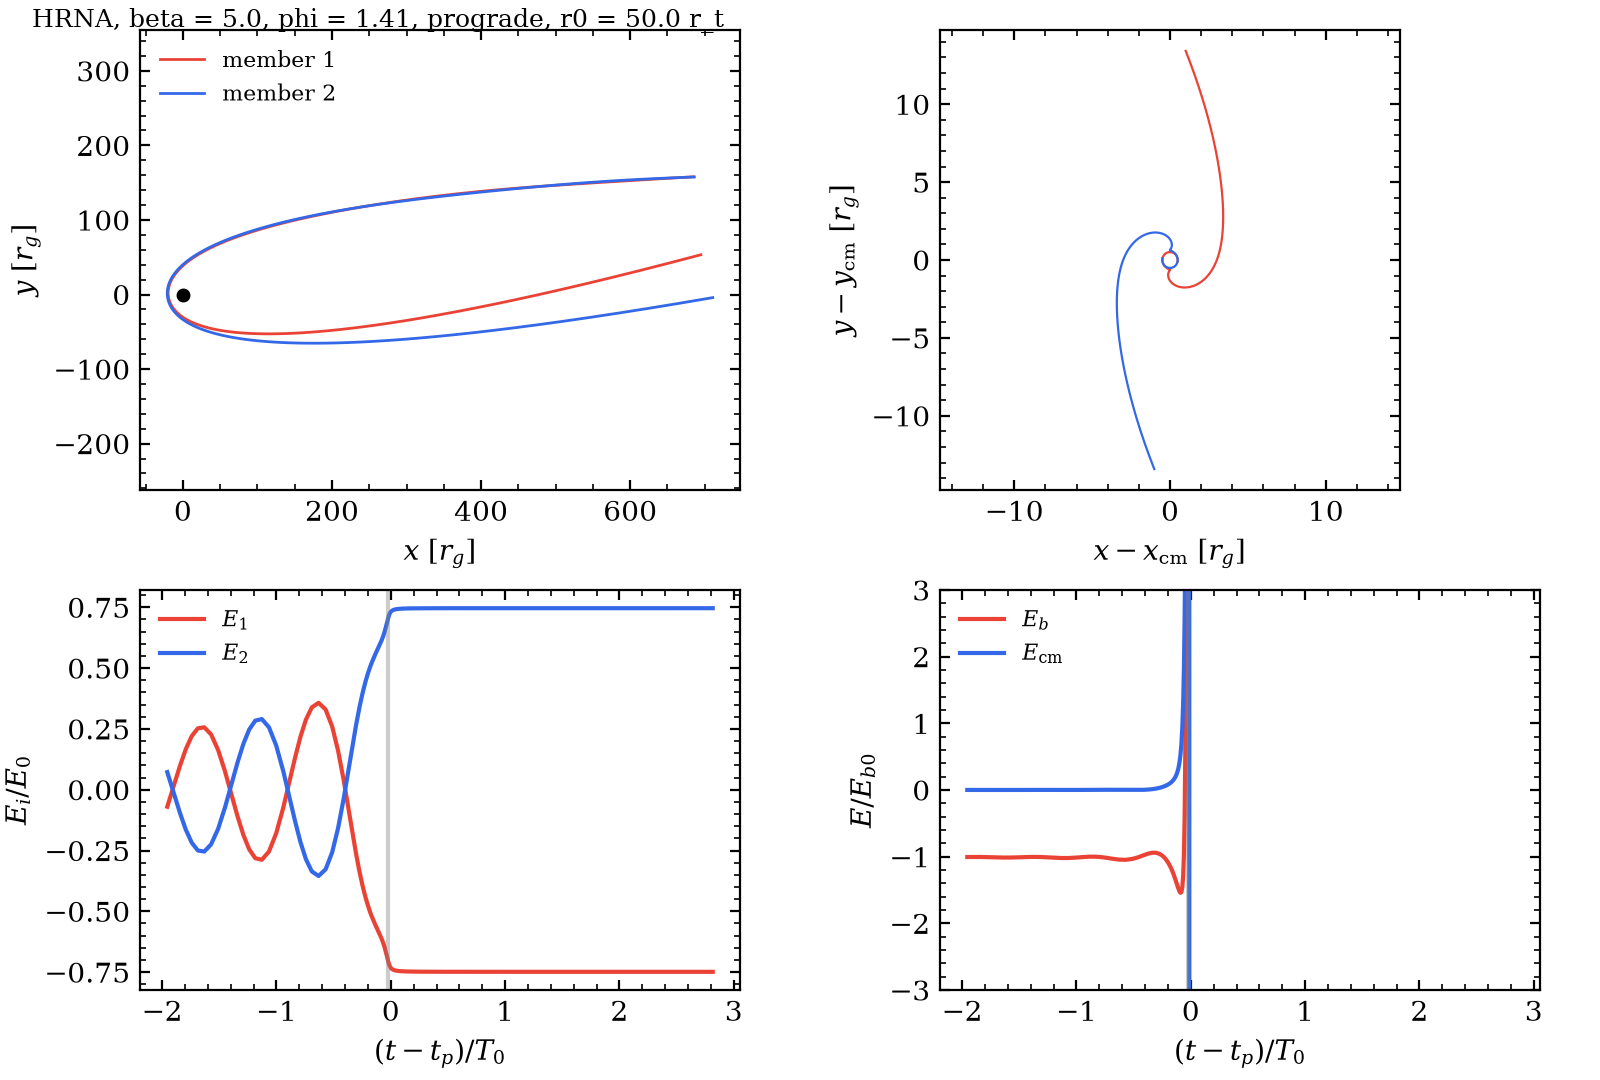 HRNA, beta = 5.0, phi = 1.41, prograde, r0 = 50.0 r_t
member 1
member 2
300
200
100
0
−100
−200
0
200
400
600
y [r_g]
x [r_g]
10
5
0
−5
−10
−10
0
10
y − y_cm [r_g]
x − x_cm [r_g]
E_1
E_2
0.75
0.50
0.25
0.00
−0.25
−0.50
−0.75
−2
−1
0
1
2
3
E_i/E_0
(t − t_p)/T_0
E_b
E_cm
3
2
1
0
−1
−2
−3
−2
−1
0
1
2
3
E/E_b0
(t − t_p)/T_0